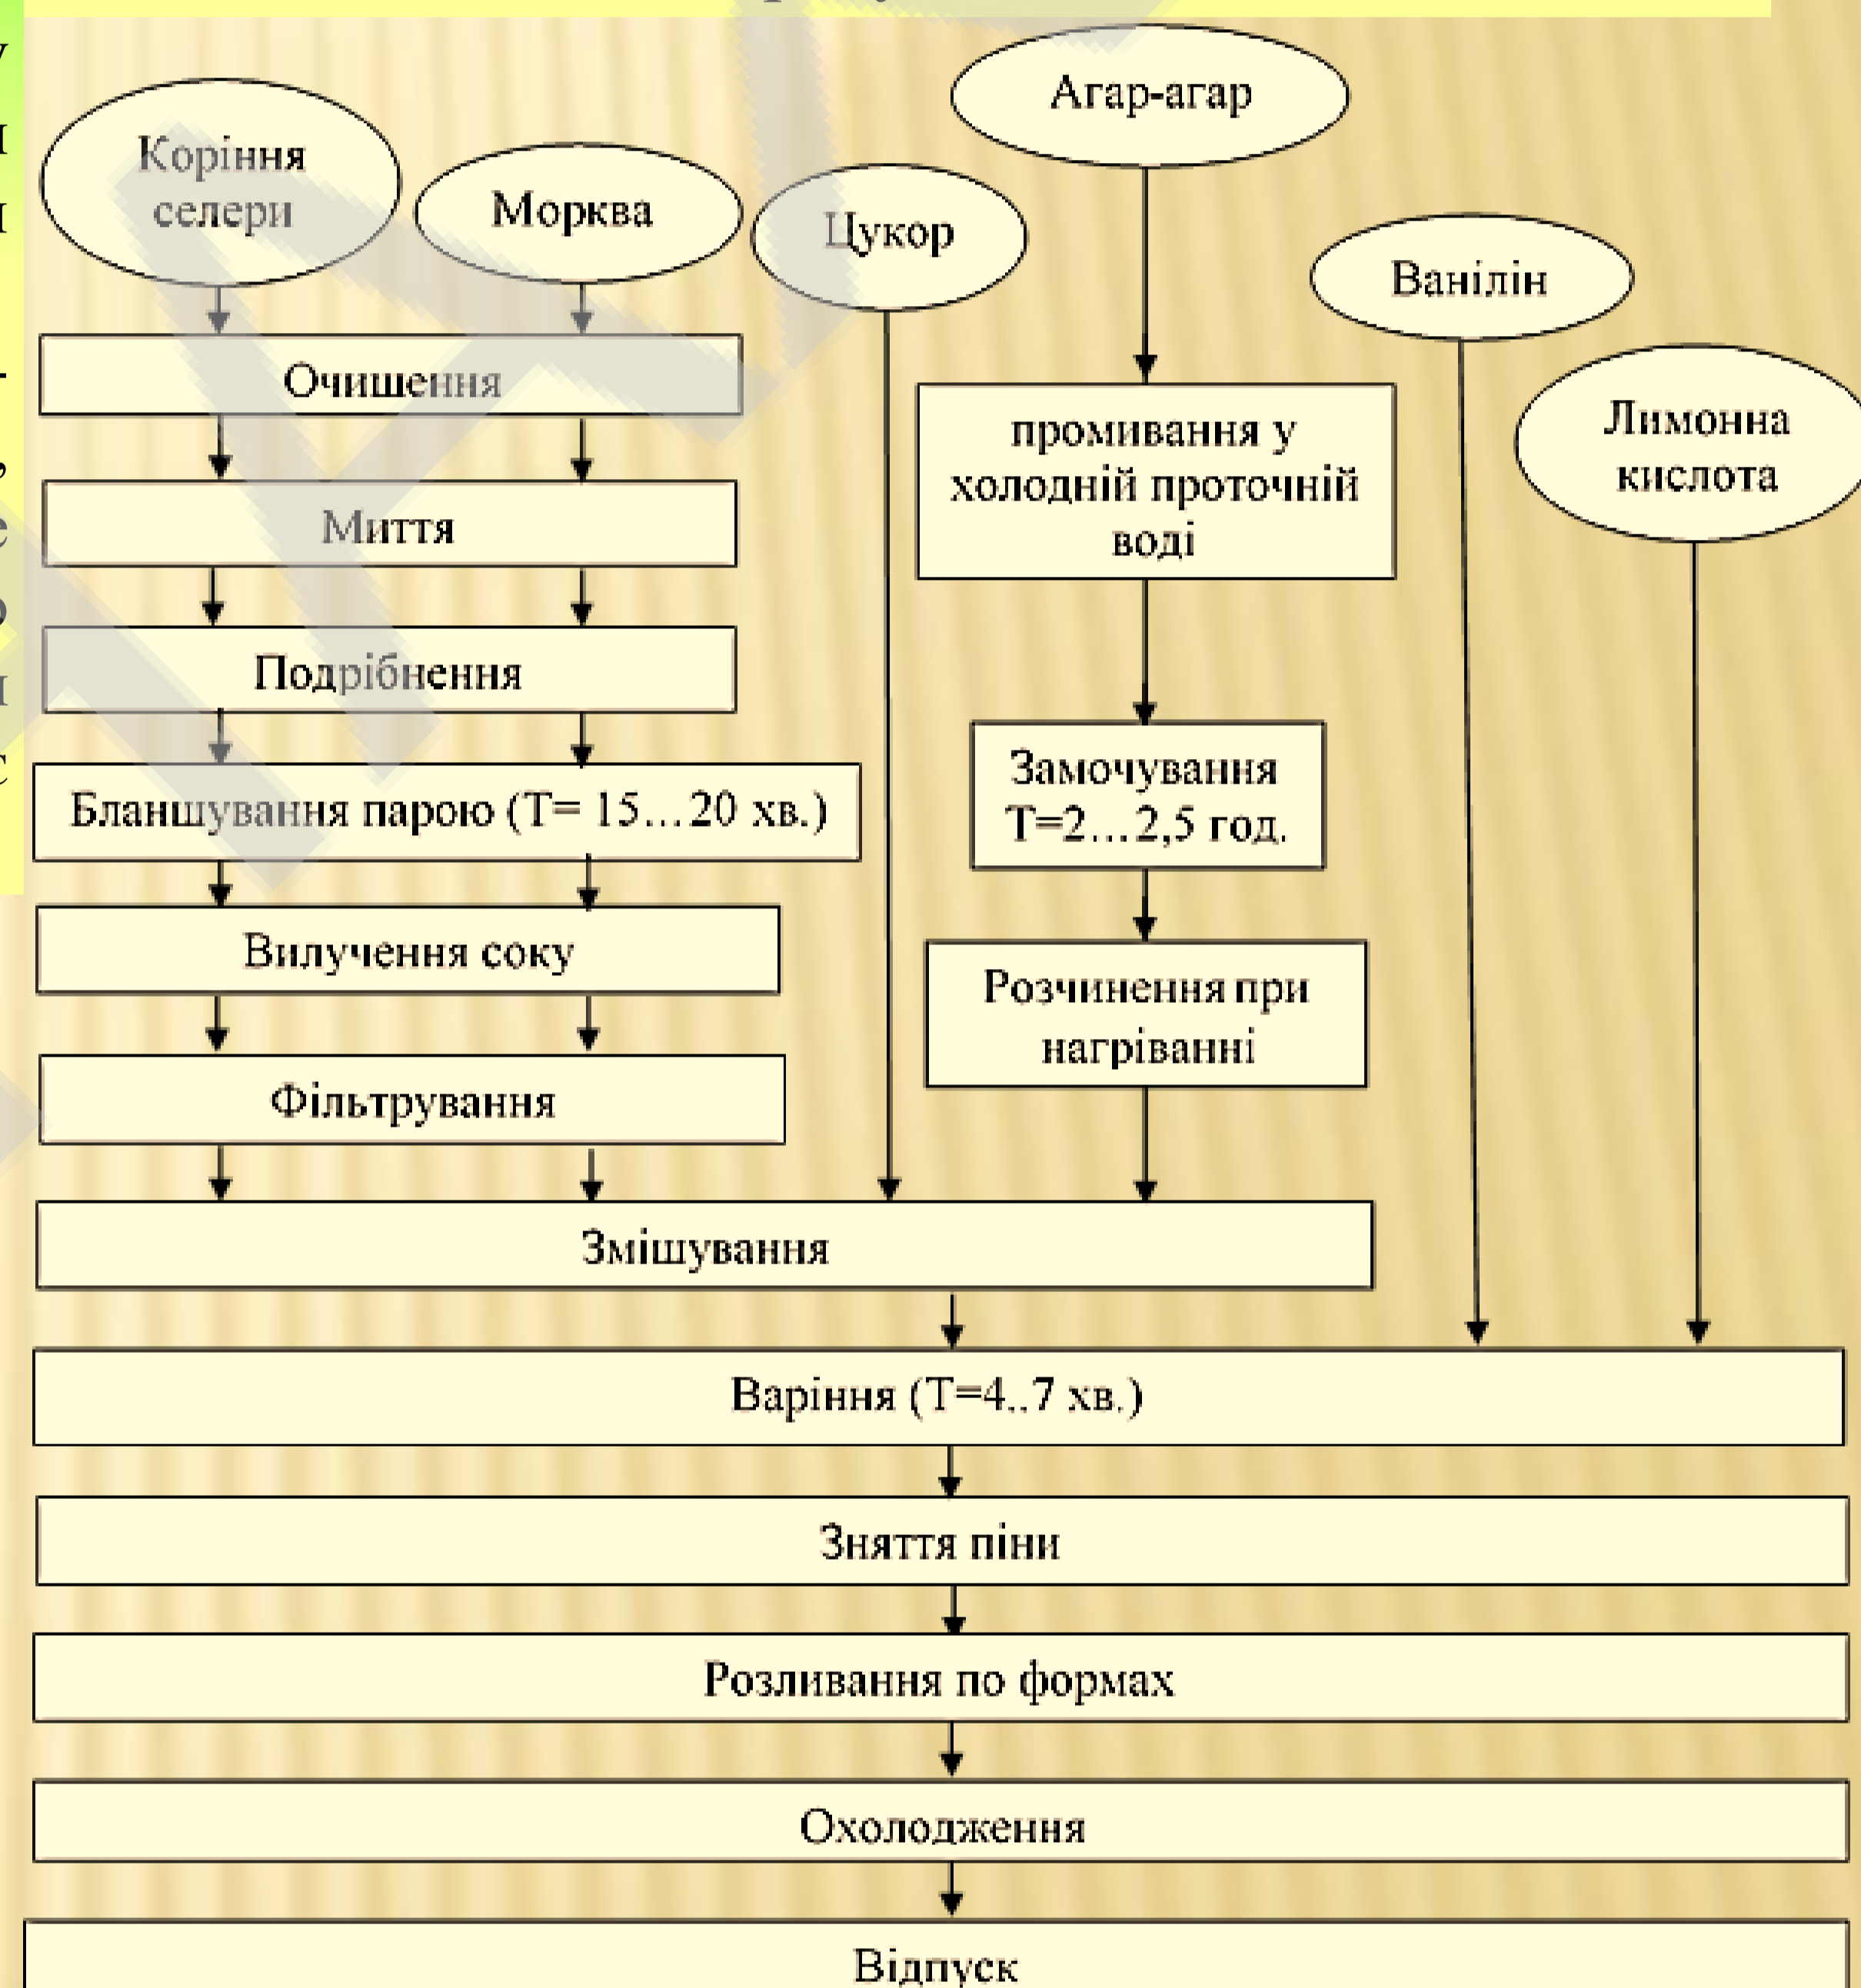 Агар-агар
Коріння
селери
Морква
Цукор
Ванілін
Лимонна
кислота
Очишення
промивання у
холодній проточній
воді
Миття
Подрібнення
Замочування
Т=2...2,5 год.
Бланшування парою (Т= 15...20 хв.)
Вилучення соку
Розчинення при
нагріванні
Фільтрування
Змішування
Варіння (Т=4..7 хв.)
Зняття піни
Розливання по формах
Охолодження
Відпуск